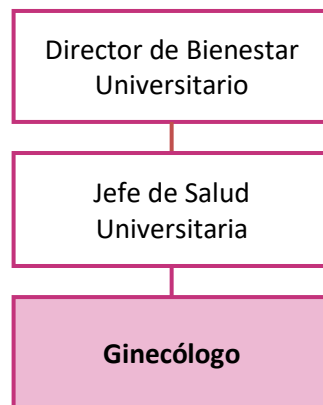 Director de Bienestar
Universitario
Jefe de Salud
Universitaria
Ginecólogo